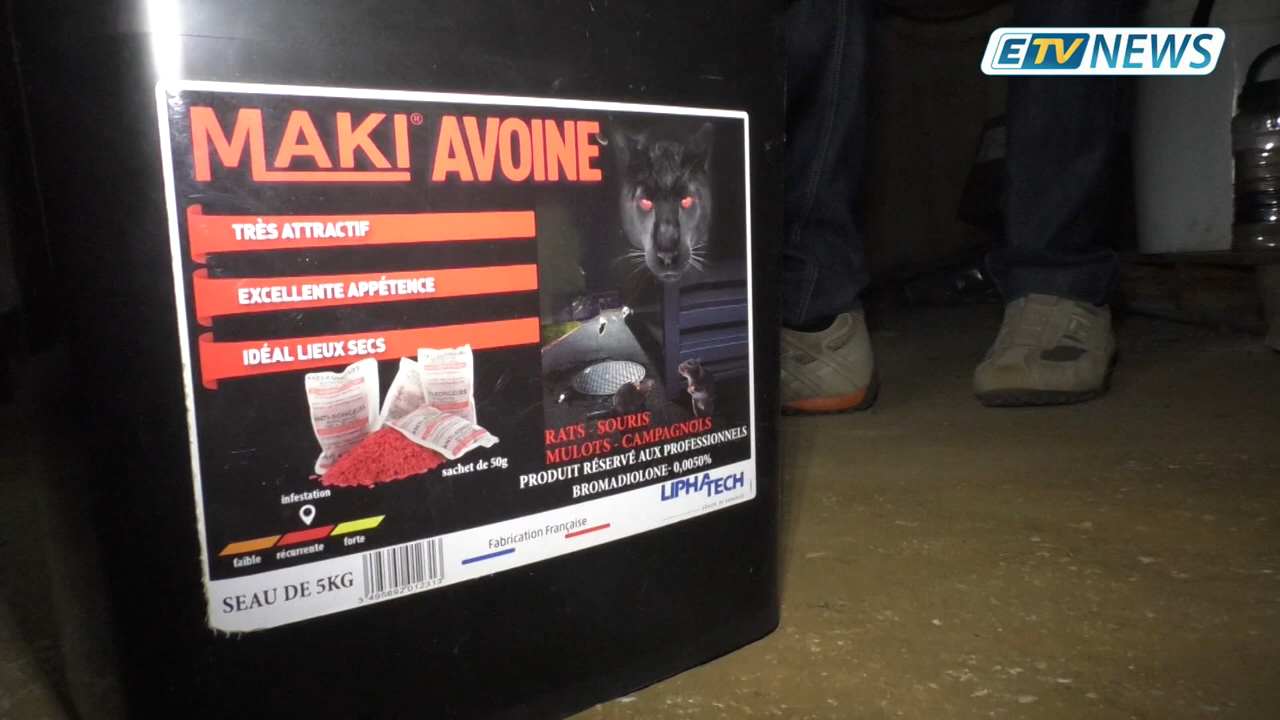 ETV NEWS
MAKI® AVOINE
TRÈS ATTRACTIF
EXCELLENTE APPÉTENCE
IDÉAL LIEUX SECS
sachet de 50g
RATS - SOURIS
MULOTS - CAMPAGNOLS
PRODUIT RÉSERVÉ AUX PROFESSIONNELS
BROMADIOLONE- 0,0050%
LIPHATECH
infestation
faible récurrente forte
Fabrication Française
SEAU DE 5KG